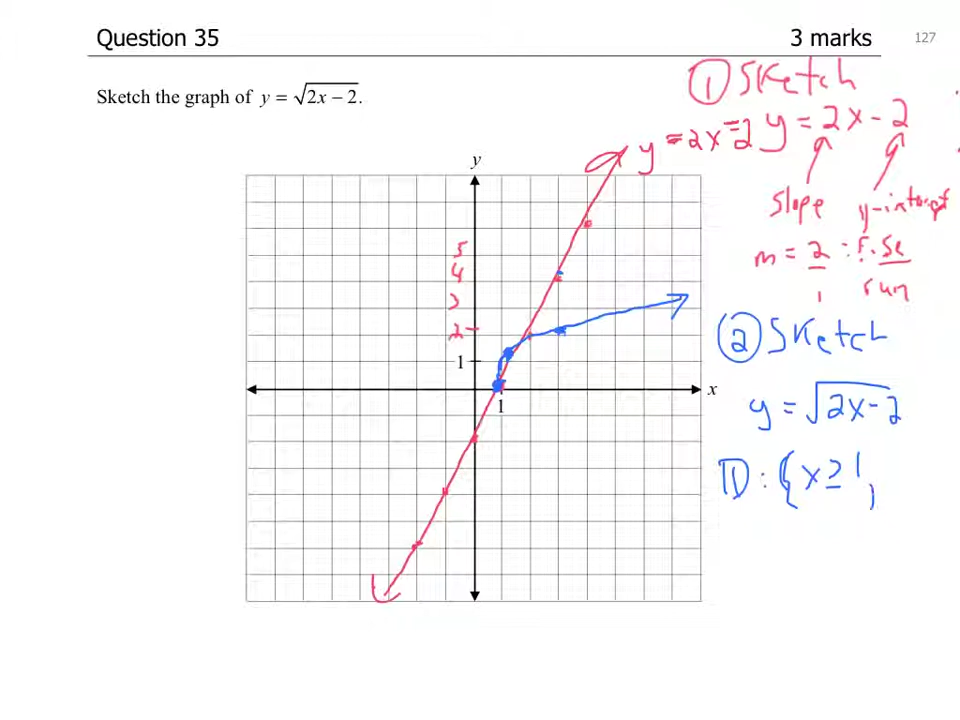 Question 35
3 marks
127
Sketch the graph of y = √(2x − 2).
① Sketch
y = 2x - 2
y = 2x - 2
slope
y-intercept
m = 2/1 : rise/run
y
5
4
3
2
1
x
1
② Sketch
y = √(2x - 2)
D : { x ≥ 1,